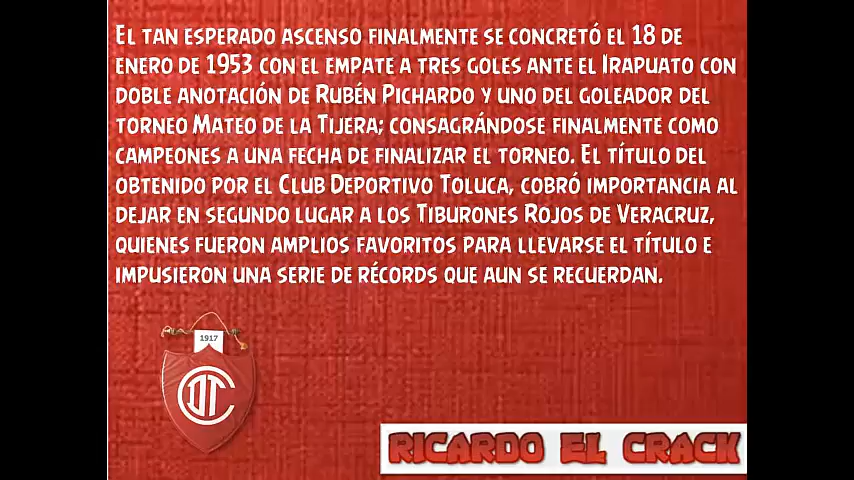 El tan esperado ascenso finalmente se concretó el 18 de
enero de 1953 con el empate a tres goles ante el Irapuato con
doble anotación de Rubén Pichardo y uno del goleador del
torneo Mateo de la Tijera; consagrándose finalmente como
campeones a una fecha de finalizar el torneo. El título del
obtenido por el Club Deportivo Toluca, cobró importancia al
dejar en segundo lugar a los Tiburones Rojos de Veracruz,
quienes fueron amplios favoritos para llevarse el título e
impusieron una serie de récords que aun se recuerdan.
1917
DTC
RICARDO EL CRACK